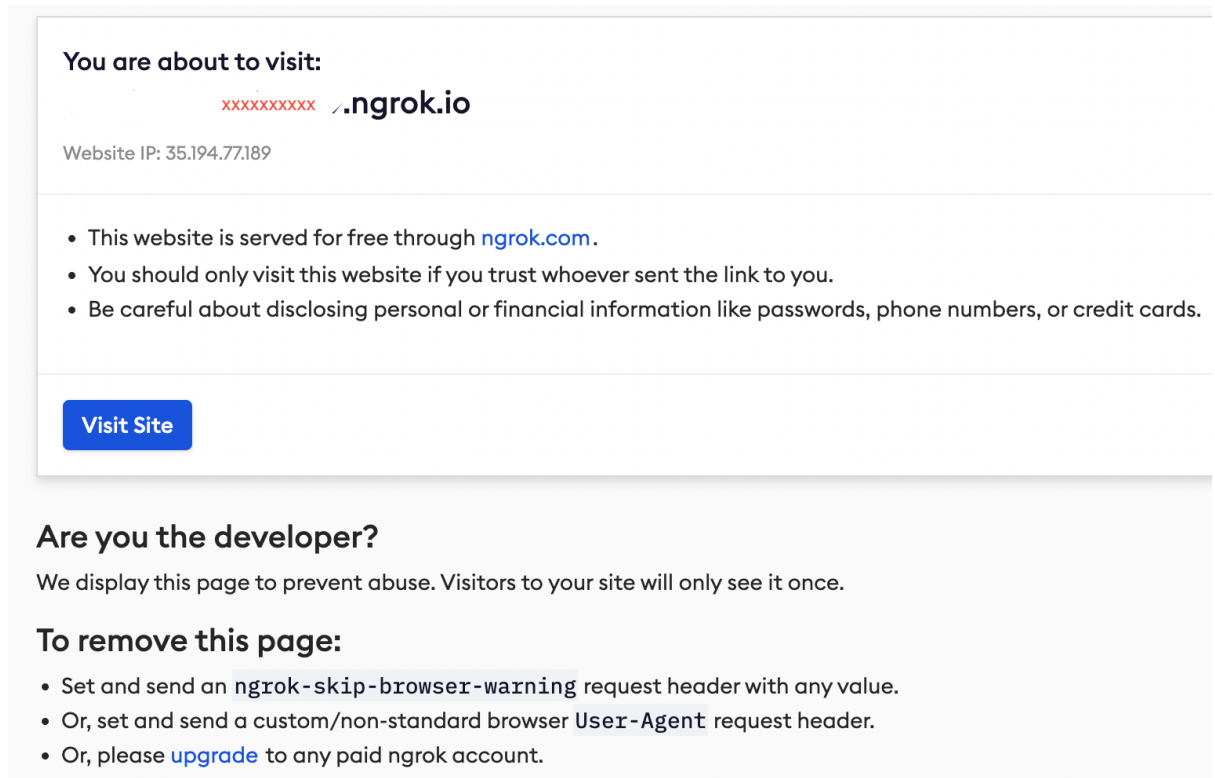 You are about to visit:
xxxxxxxxxx .ngrok.io
Website IP: 35.194.77.189
• This website is served for free through ngrok.com.
• You should only visit this website if you trust whoever sent the link to you.
• Be careful about disclosing personal or financial information like passwords, phone numbers, or credit cards.
Visit Site
Are you the developer?
We display this page to prevent abuse. Visitors to your site will only see it once.
To remove this page:
• Set and send an ngrok-skip-browser-warning request header with any value.
• Or, set and send a custom/non-standard browser User-Agent request header.
• Or, please upgrade to any paid ngrok account.